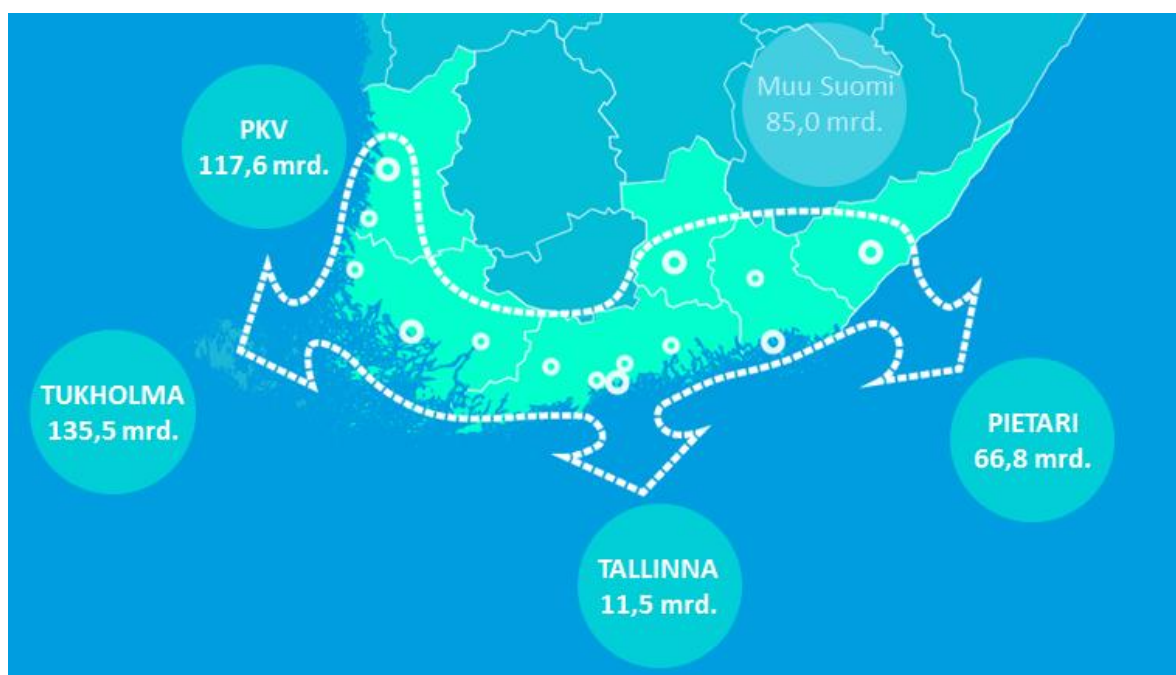 Muu Suomi
85,0 mrd.
PKV
117,6 mrd.
TUKHOLMA
135,5 mrd.
PIETARI
66,8 mrd.
TALLINNA
11,5 mrd.